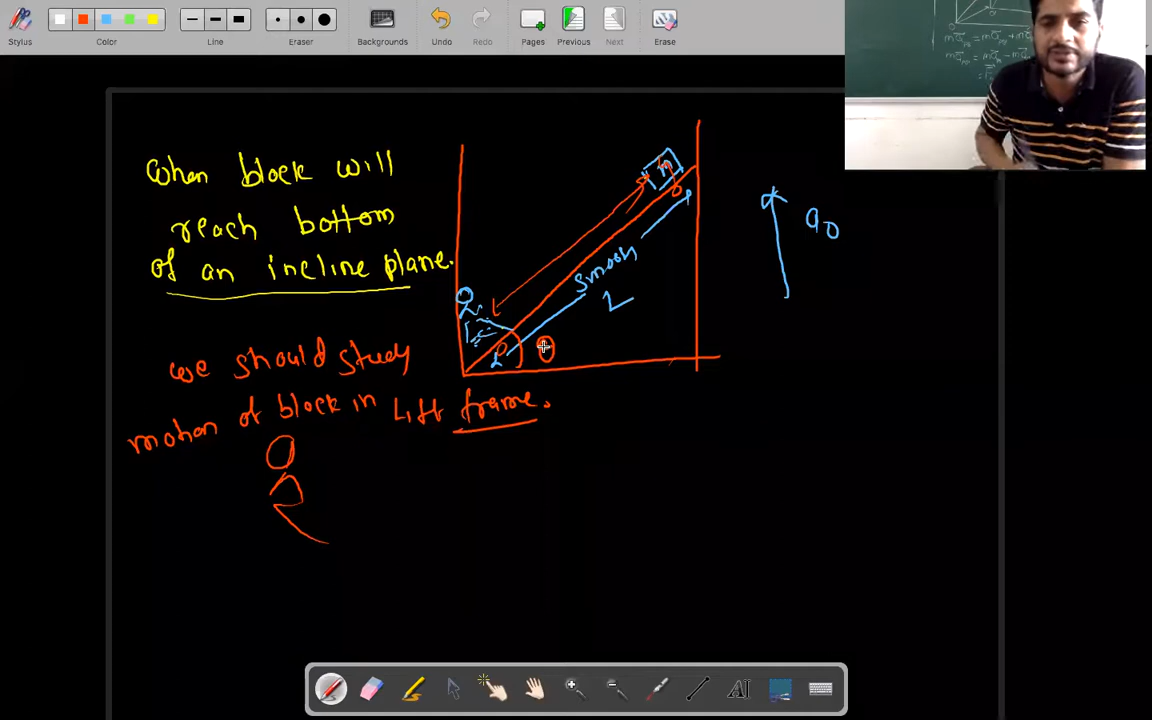 Stylus
Color
Line
Eraser
Backgrounds
Undo
Redo
Pages
Previous
Next
Erase
When block will
reach bottom
of an incline plane.
we should study
motion of block in Lift frame.
m
Smooth
L
θ
a0